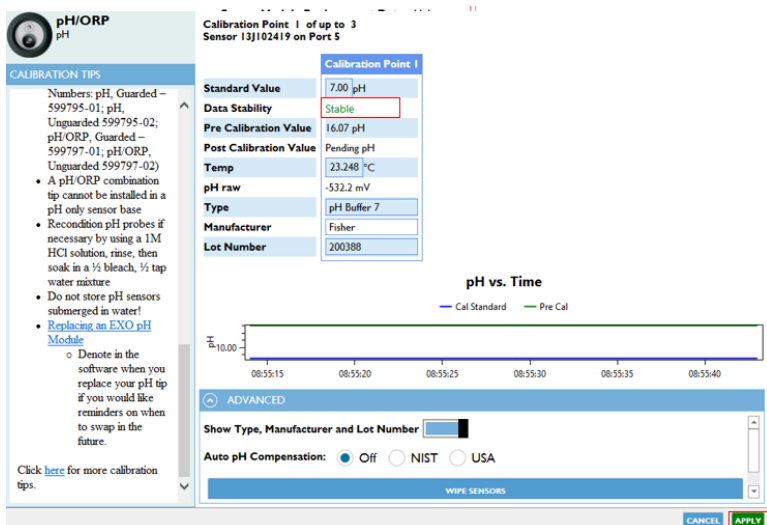 pH/ORP
pH
CALIBRATION TIPS
Numbers: pH, Guarded –
599795-01; pH,
Unguarded 599795-02;
pH/ORP, Guarded –
599797-01; pH/ORP,
Unguarded 599797-02)
• A pH/ORP combination
tip cannot be installed in a
pH only sensor base
• Recondition pH probes if
necessary by using a 1M
HCl solution, rinse, then
soak in a ½ bleach, ½ tap
water mixture
• Do not store pH sensors
submerged in water!
• Replacing an EXO pH
Module
o Denote in the
software when you
replace your pH tip
if you would like
reminders on when
to swap in the
future.
Click here for more calibration
tips.
Calibration Point 1 of up to 3
Sensor 13J102419 on Port 5
Calibration Point 1
Standard Value 7.00 pH
Data Stability Stable
Pre Calibration Value 16.07 pH
Post Calibration Value Pending pH
Temp 23.248 °C
pH raw -532.2 mV
Type pH Buffer 7
Manufacturer Fisher
Lot Number 200388
pH vs. Time
Cal Standard Pre Cal
pH
10.00
08:55:15 08:55:20 08:55:25 08:55:30 08:55:35 08:55:40
ADVANCED
Show Type, Manufacturer and Lot Number
Auto pH Compensation: Off NIST USA
WIPE SENSORS
CANCEL APPLY